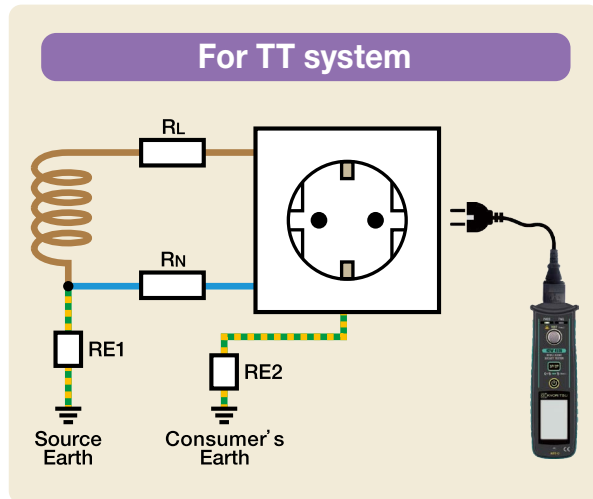 For TT system
RL
RN
RE1
RE2
Source
Earth
Consumer's
Earth